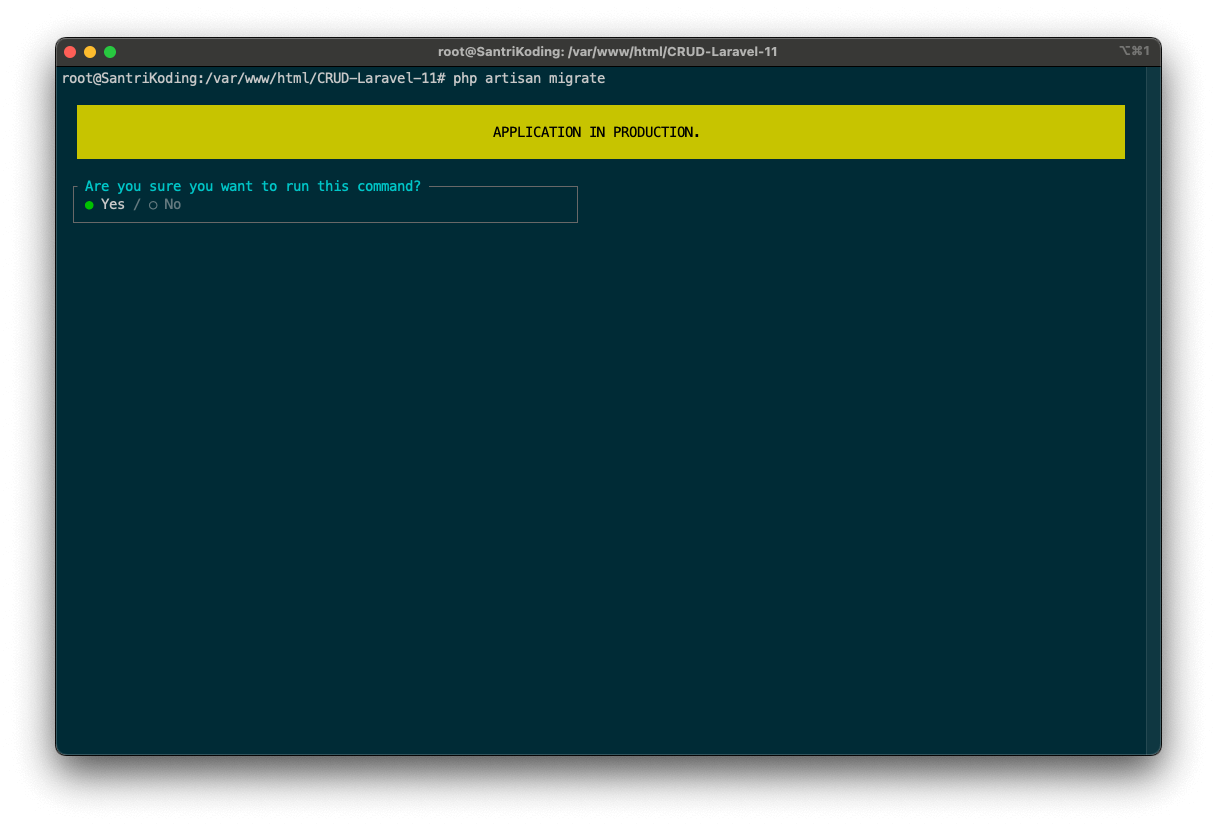 root@SantriKoding: /var/www/html/CRUD-Laravel-11 ⌥⌘1
root@SantriKoding:/var/www/html/CRUD-Laravel-11# php artisan migrate
APPLICATION IN PRODUCTION.
Are you sure you want to run this command?
● Yes / ○ No